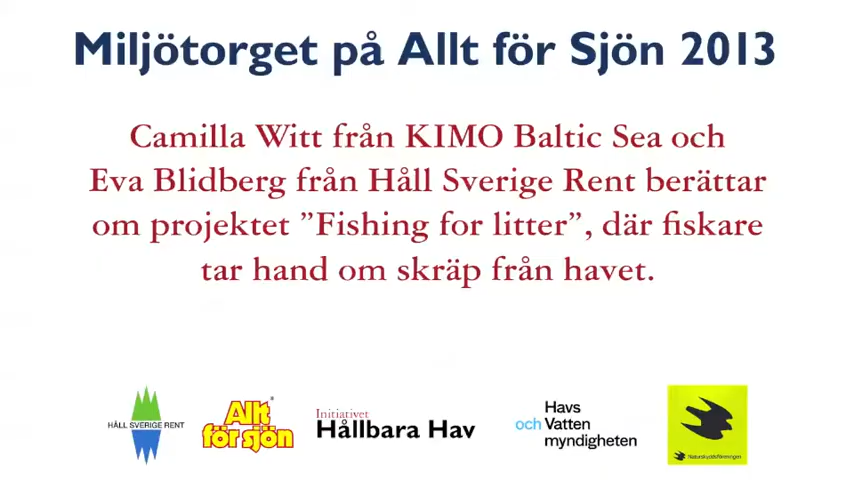 Miljötorget på Allt för Sjön 2013
Camilla Witt från KIMO Baltic Sea och
Eva Blidberg från Håll Sverige Rent berättar
om projektet ”Fishing for litter”, där fiskare
tar hand om skräp från havet.
HÅLL SVERIGE RENT
Allt
för sjön
®
Initiativet
Hållbara Hav
Havs
och Vatten
myndigheten
Naturskyddsföreningen